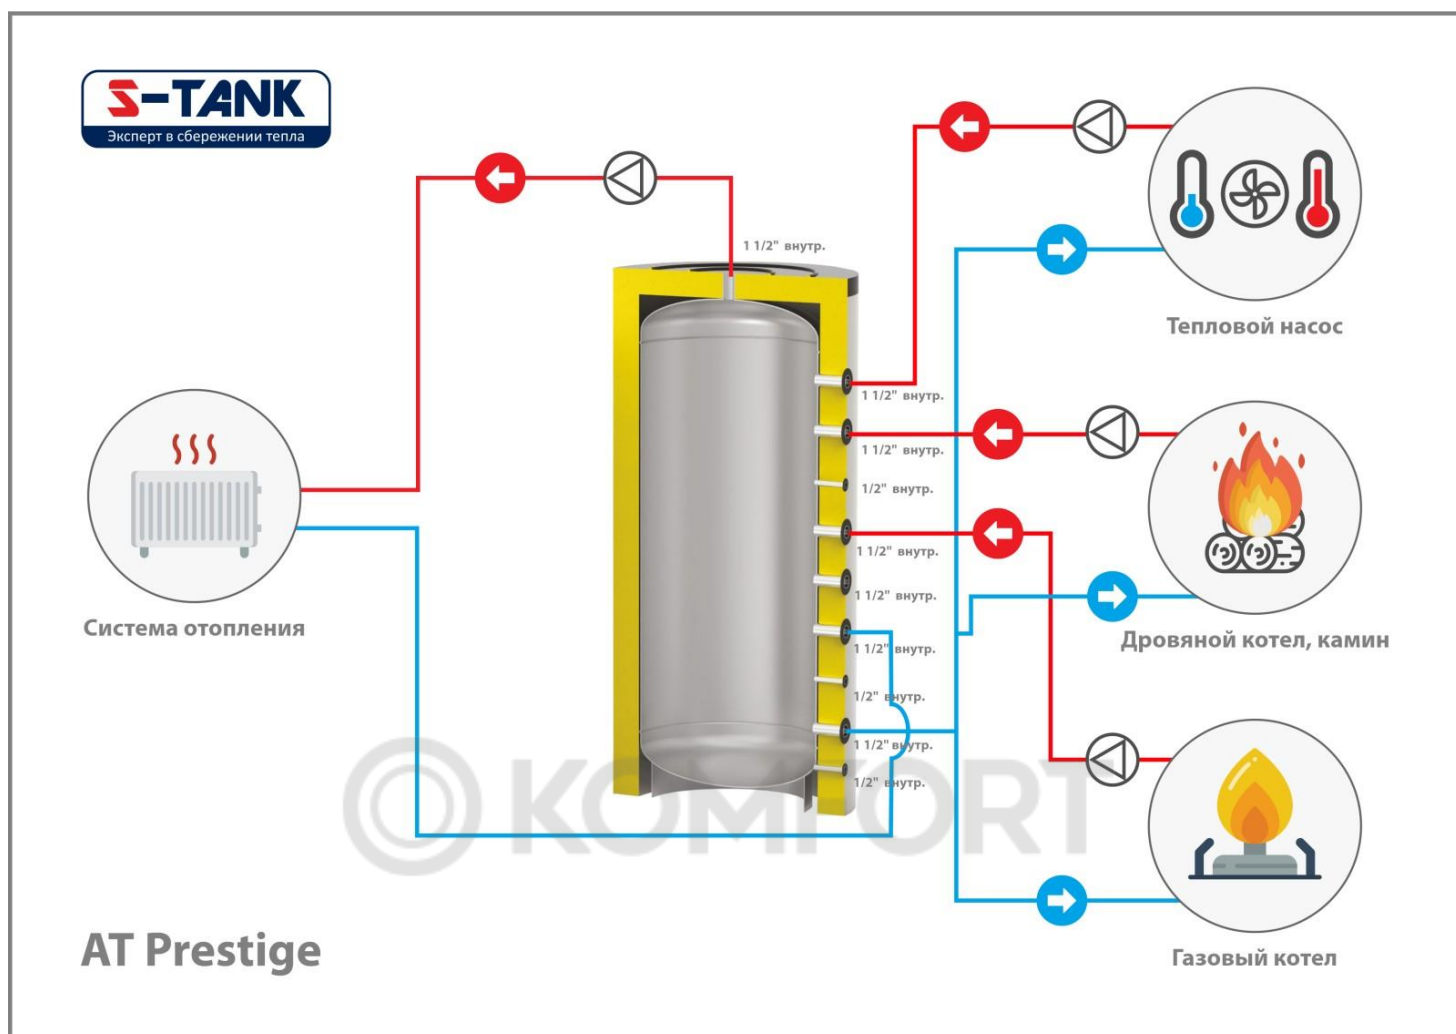 S-TANK
Эксперт в сбережении тепла
1 1/2" внутр.
Тепловой насос
1 1/2" внутр.
1 1/2" внутр.
1/2" внутр.
1 1/2" внутр.
1 1/2" внутр.
Система отопления
1 1/2" внутр.
Дровяной котел, камин
1/2" внутр.
1 1/2" внутр.
1/2" внутр.
KOMFORT
AT Prestige
Газовый котел